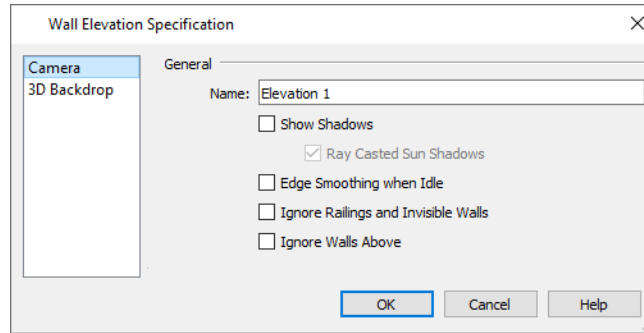 Wall Elevation Specification
Camera
3D Backdrop
General
Name: Elevation 1
Show Shadows
Ray Casted Sun Shadows
Edge Smoothing when Idle
Ignore Railings and Invisible Walls
Ignore Walls Above
OK Cancel Help